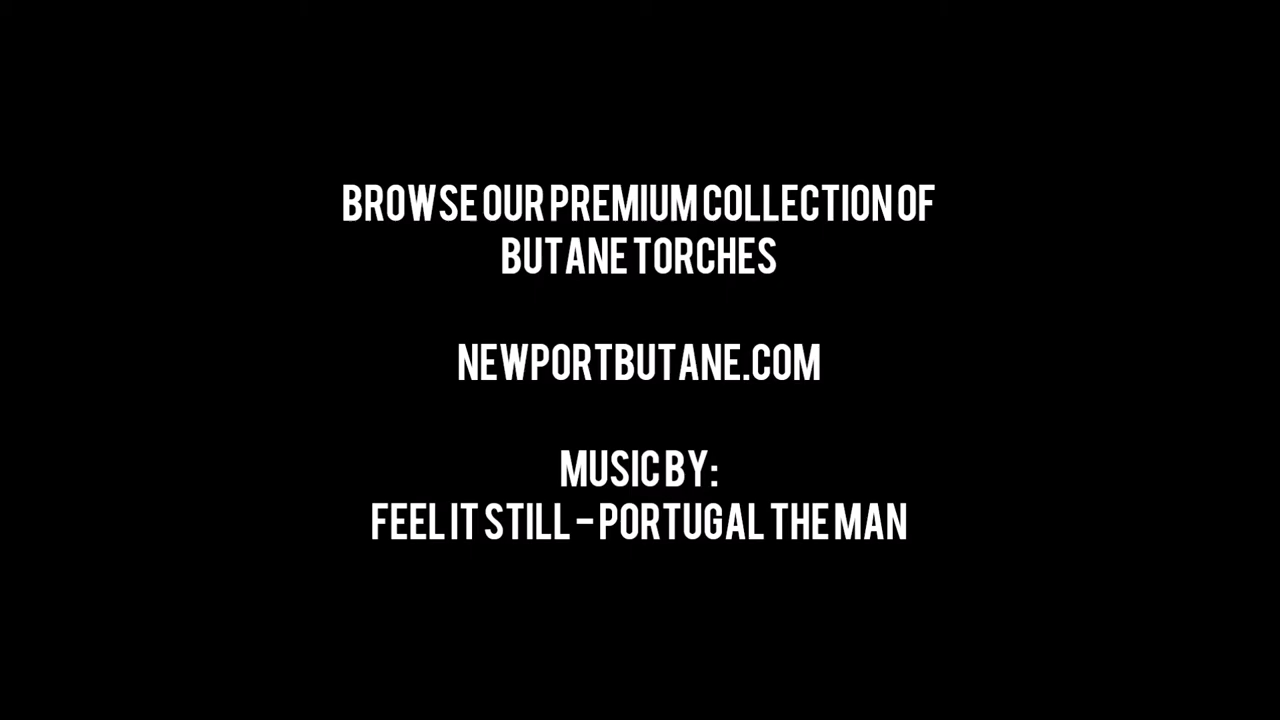 BROWSE OUR PREMIUM COLLECTION OF
BUTANE TORCHES
NEWPORTBUTANE.COM
MUSIC BY:
FEEL IT STILL - PORTUGAL THE MAN